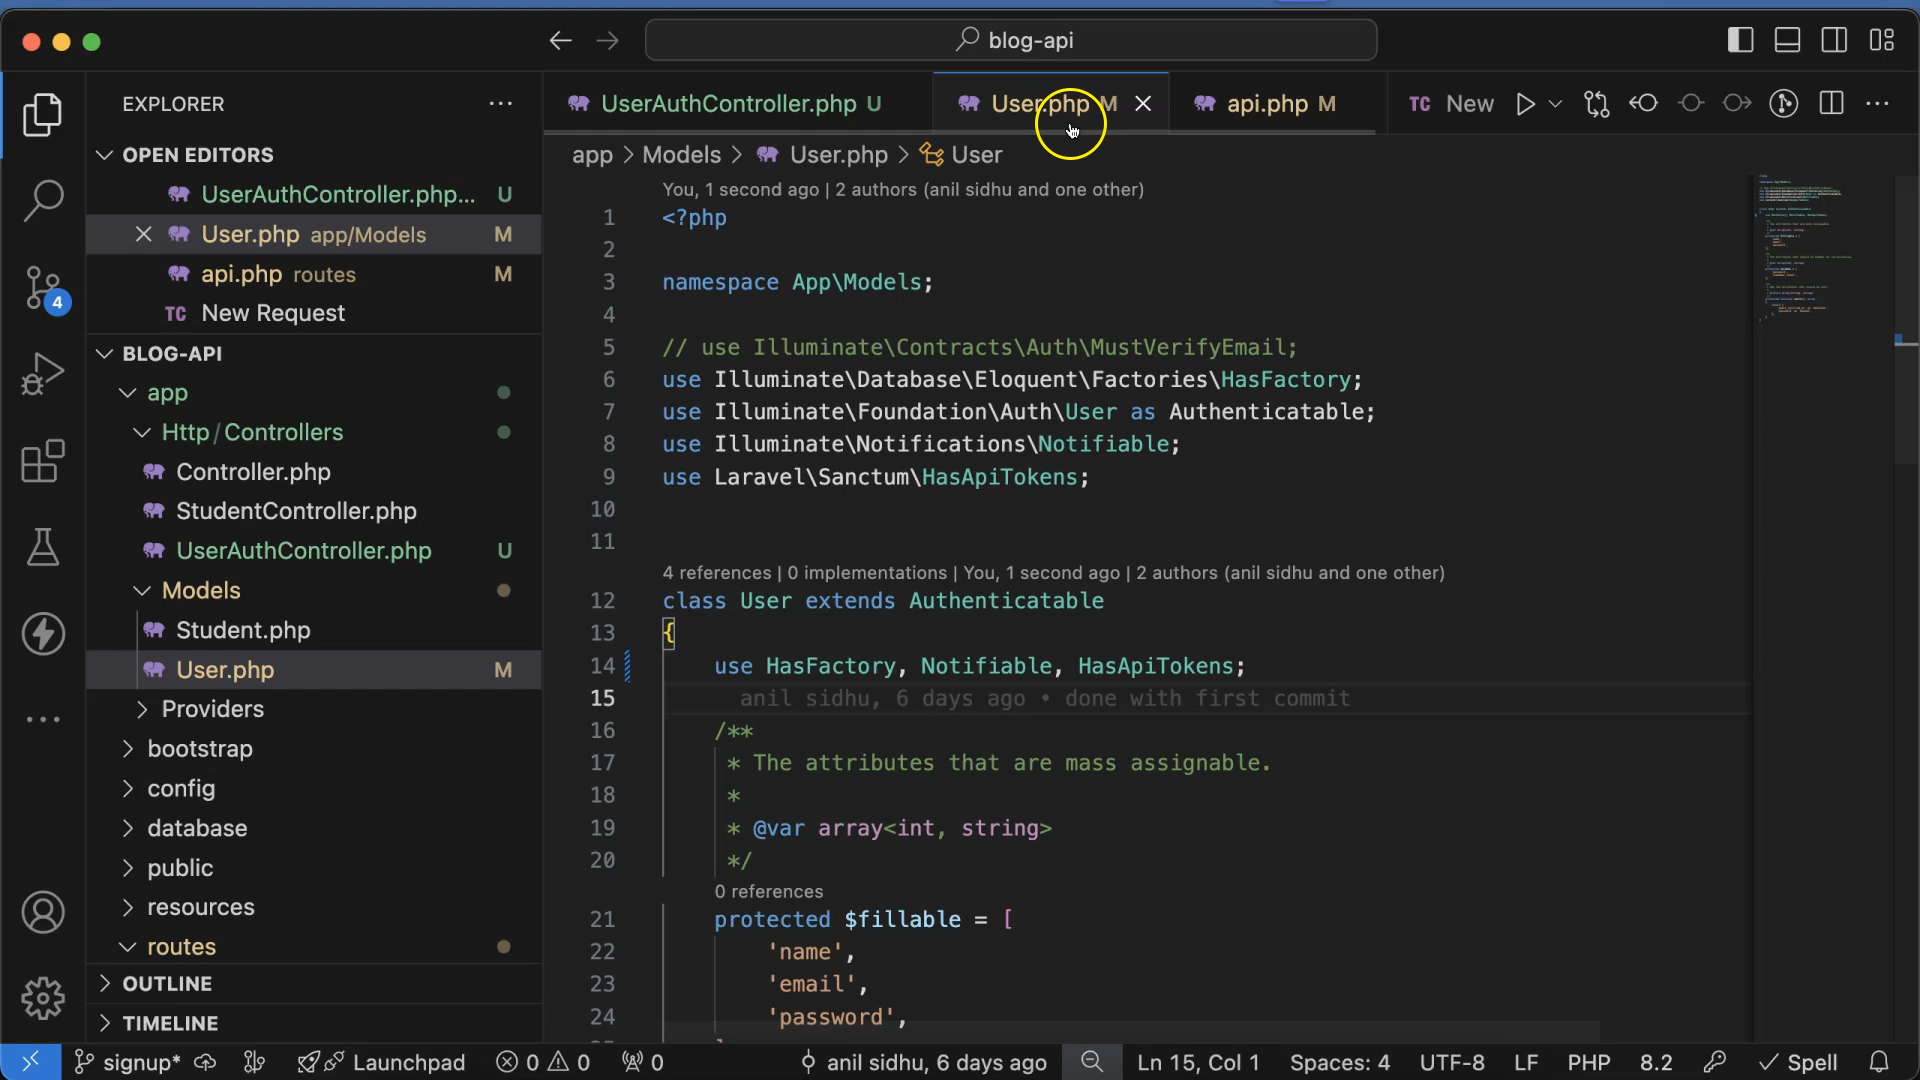 blog-api
EXPLORER
OPEN EDITORS
UserAuthController.php... U
User.php app/Models M
api.php routes M
TC New Request
BLOG-API
app
Http/Controllers
Controller.php
StudentController.php
UserAuthController.php U
Models
Student.php
User.php M
Providers
bootstrap
config
database
public
resources
routes
OUTLINE
TIMELINE
4
UserAuthController.php U
User.php M
api.php M
TC New
app > Models > User.php > User
You, 1 second ago | 2 authors (anil sidhu and one other)
1 <?php
2
3 namespace App\Models;
4
5 // use Illuminate\Contracts\Auth\MustVerifyEmail;
6 use Illuminate\Database\Eloquent\Factories\HasFactory;
7 use Illuminate\Foundation\Auth\User as Authenticatable;
8 use Illuminate\Notifications\Notifiable;
9 use Laravel\Sanctum\HasApiTokens;
10
11
4 references | 0 implementations | You, 1 second ago | 2 authors (anil sidhu and one other)
12 class User extends Authenticatable
13 {
14 use HasFactory, Notifiable, HasApiTokens;
15 anil sidhu, 6 days ago • done with first commit
16 /**
17 * The attributes that are mass assignable.
18 *
19 * @var array<int, string>
20 */
0 references
21 protected $fillable = [
22 'name',
23 'email',
24 'password',
signup* Launchpad 0 0 0 anil sidhu, 6 days ago Ln 15, Col 1 Spaces: 4 UTF-8 LF PHP 8.2 Spell